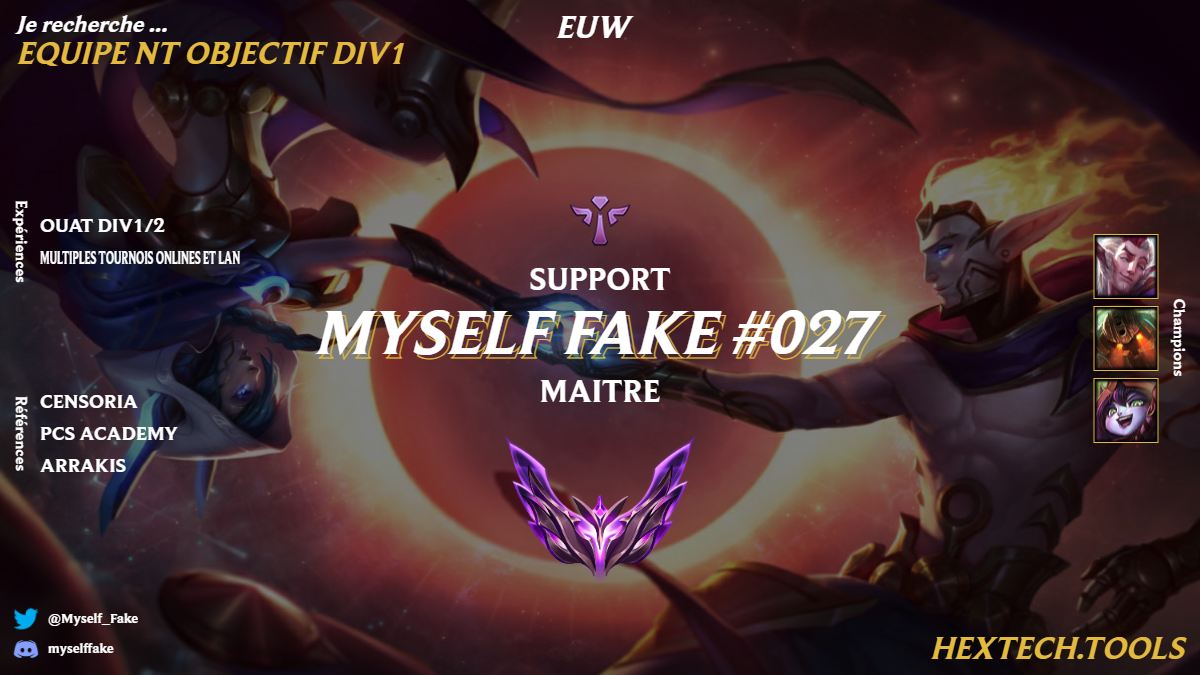 Je recherche ...
EQUIPE NT OBJECTIF DIV1
EUW
Expériences
OUAT DIV1/2
MULTIPLES TOURNOIS ONLINES ET LAN
SUPPORT
MYSELF FAKE #027
MAITRE
Champions
Références
CENSORIA
PCS ACADEMY
ARRAKIS
@Myself_Fake
myselffake
HEXTECH.TOOLS